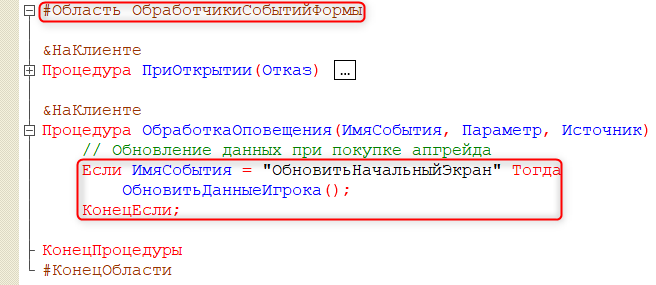 #Область ОбработчикиСобытийФормы
&НаКлиенте
Процедура ПриОткрытии(Отказ) ...
&НаКлиенте
Процедура ОбработкаОповещения(ИмяСобытия, Параметр, Источник)
// Обновление данных при покупке апгрейда
Если ИмяСобытия = "ОбновитьНачальныйЭкран" Тогда
ОбновитьДанныеИгрока();
КонецЕсли;
КонецПроцедуры
#КонецОбласти